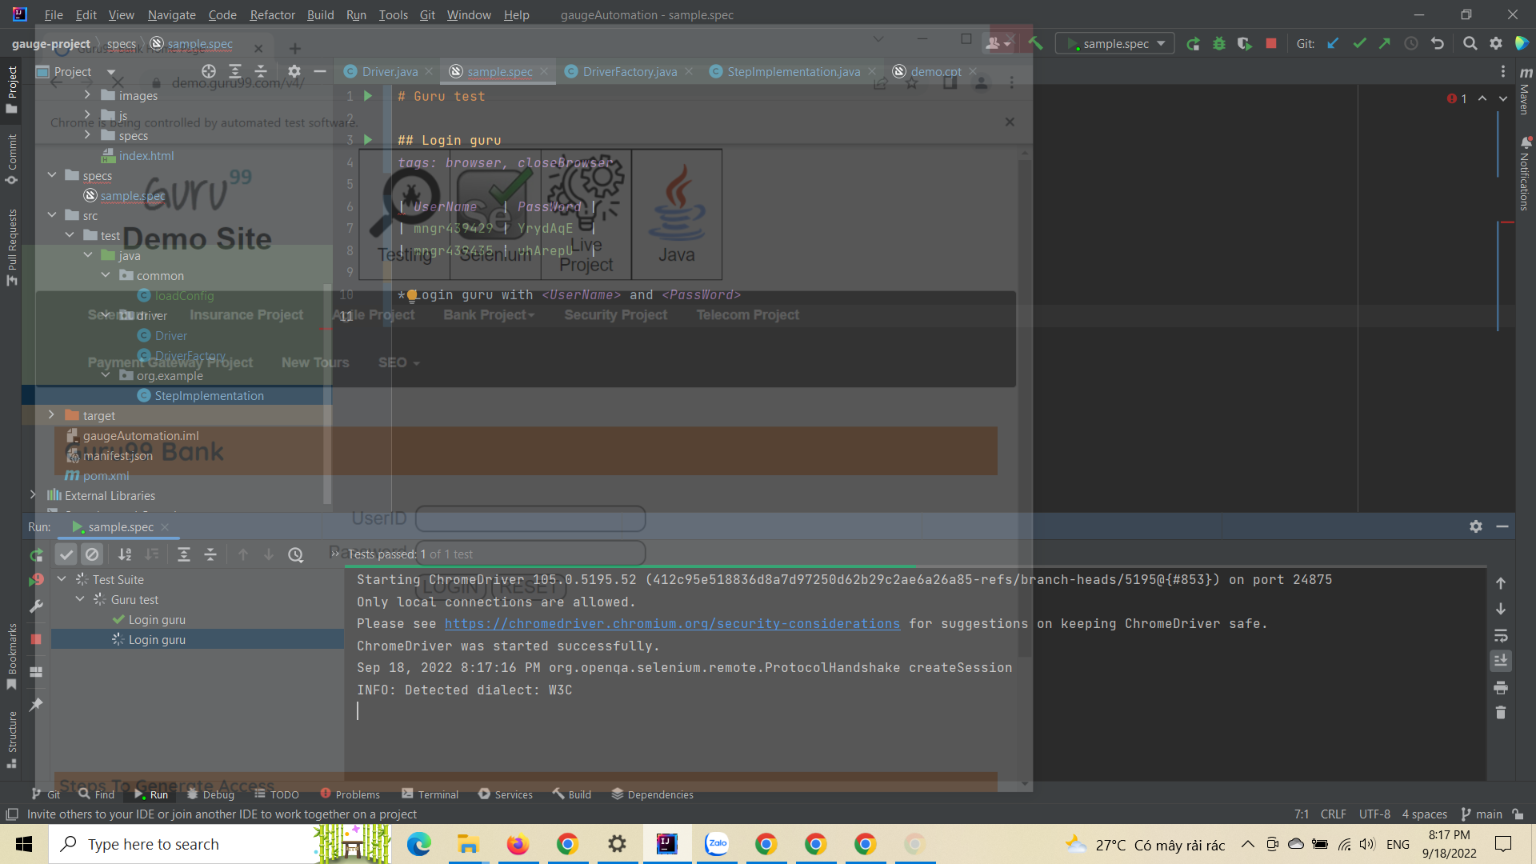 File Edit View Navigate Code Refactor Build Run Tools Git Window Help gaugeAutomation - sample.spec
gauge-project specs sample.spec
sample.spec Git:
Project
Driver.java sample.spec DriverFactory.java StepImplementation.java demo.cpt
demo.guru99.com/v4/
Chrome is being controlled by automated test software.
images
js
specs
index.html
specs
sample.spec
src
test
java
common
loadConfig
driver
Driver
DriverFactory
org.example
StepImplementation
target
gaugeAutomation.iml
manifest.json
pom.xml
External Libraries
1 # Guru test
2
3 ## Login guru
4 tags: browser, closeBrowser
5
6 | UserName | PassWord |
7 | mngr439429 | YrydAqE |
8 | mngr439435 | uhArepU |
9
10 * Login guru with <UserName> and <PassWord>
11
1
Guru99
Demo Site
Testing
Selenium
Live
Project
Java
Insurance Project Agile Project Bank Project Security Project Telecom Project
Payment Gateway Project New Tours SEO
Guru99 Bank
UserID
Password
LOGIN RESET
Steps To Generate Access
Project
Commit
Pull Requests
Bookmarks
Structure
Maven
Notifications
Run: sample.spec
Tests passed: 1 of 1 test
Test Suite
Guru test
Login guru
Login guru
Starting ChromeDriver 105.0.5195.52 (412c95e518836d8a7d97250d62b29c2ae6a26a85-refs/branch-heads/5195@{#853}) on port 24875
Only local connections are allowed.
Please see https://chromedriver.chromium.org/security-considerations for suggestions on keeping ChromeDriver safe.
ChromeDriver was started successfully.
Sep 18, 2022 8:17:16 PM org.openqa.selenium.remote.ProtocolHandshake createSession
INFO: Detected dialect: W3C
Git Find Run Debug TODO Problems Terminal Services Build Dependencies
Invite others to your IDE or join another IDE to work together on a project
7:1 CRLF UTF-8 4 spaces main
Type here to search
Zalo
27°C Có mây rải rác
ENG
8:17 PM
9/18/2022